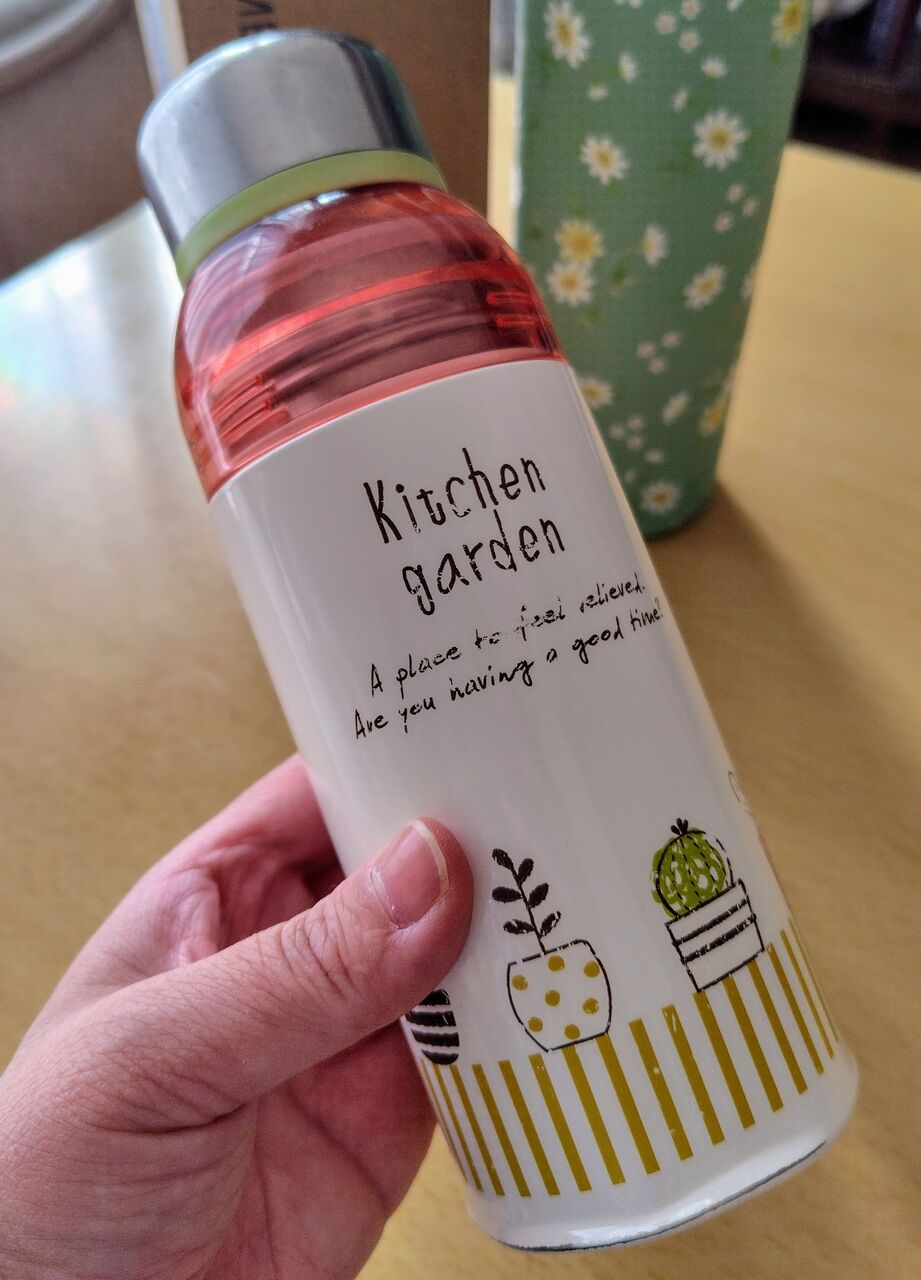 Kitchen
garden
A place to feel relieved.
Are you having a good time?